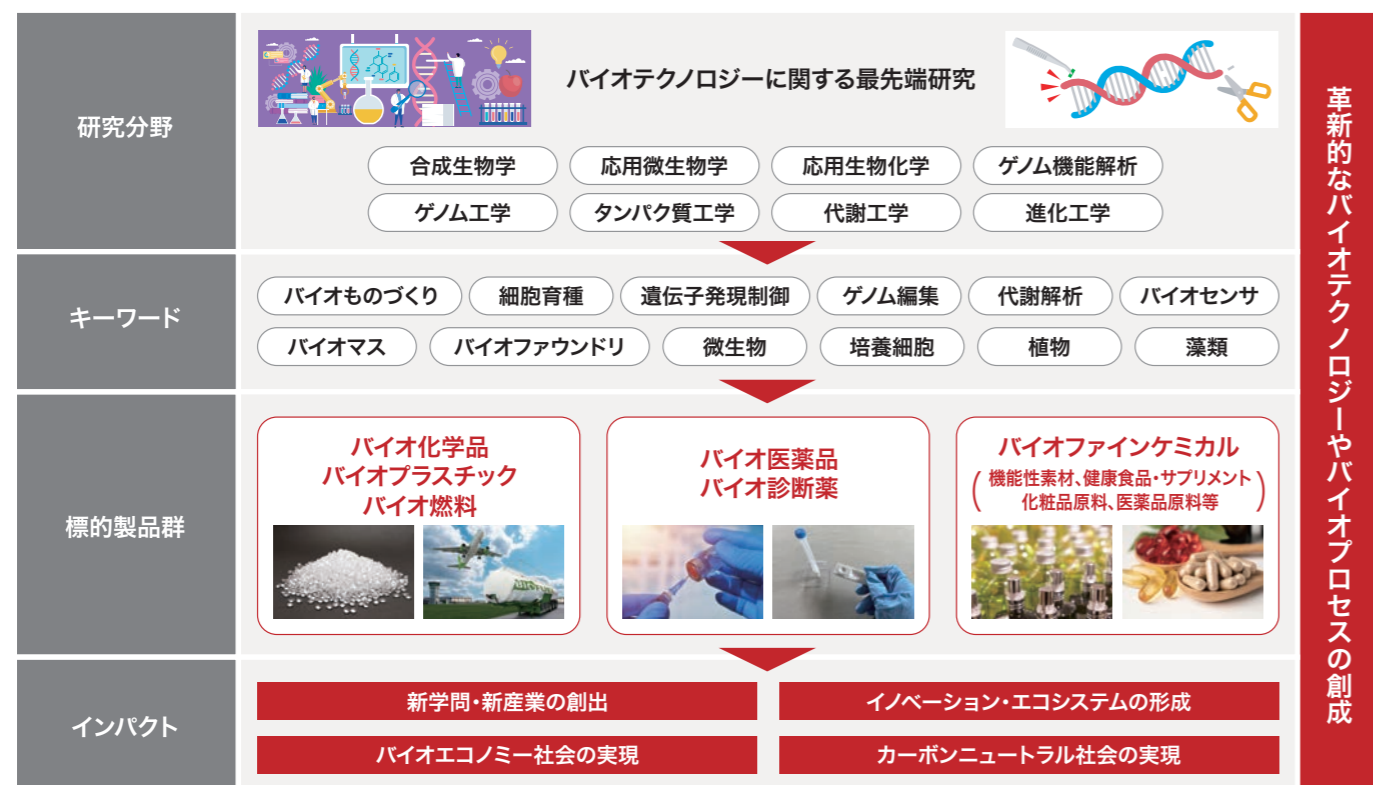 研究分野
バイオテクノロジーに関する最先端研究
合成生物学
応用微生物学
応用生物化学
ゲノム機能解析
ゲノム工学
タンパク質工学
代謝工学
進化工学
キーワード
バイオものづくり
細胞育種
遺伝子発現制御
ゲノム編集
代謝解析
バイオセンサ
バイオマス
バイオファウンドリ
微生物
培養細胞
植物
藻類
標的製品群
バイオ化学品
バイオプラスチック
バイオ燃料
バイオ医薬品
バイオ診断薬
バイオファインケミカル
(機能性素材、健康食品・サプリメント
化粧品原料、医薬品原料等)
インパクト
新学問・新産業の創出
イノベーション・エコシステムの形成
バイオエコノミー社会の実現
カーボンニュートラル社会の実現
革新的なバイオテクノロジーやバイオプロセスの創成